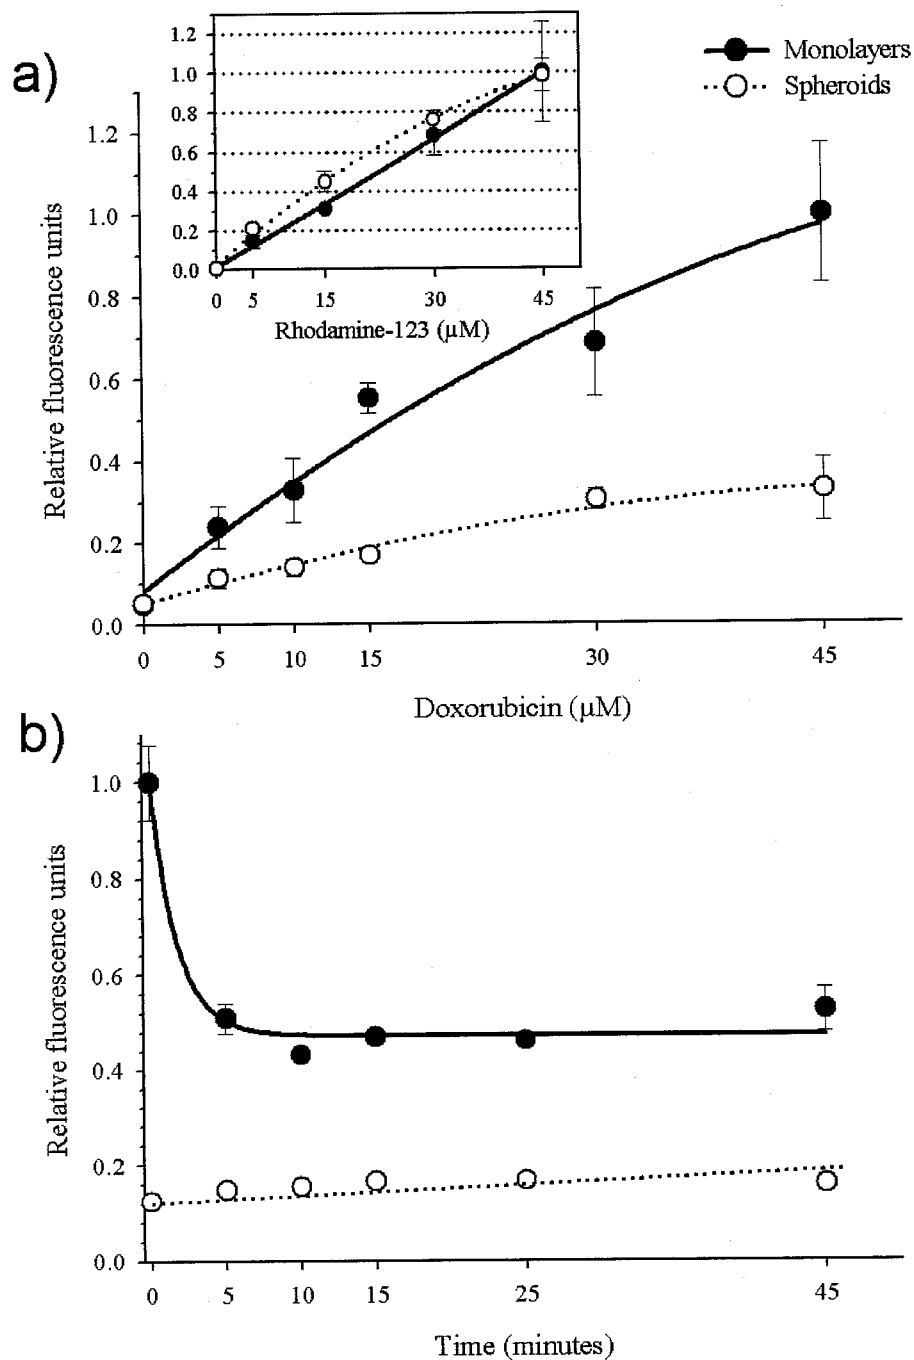 a)
Monolayers
Spheroids
1.2
1.0
0.8
0.6
0.4
0.2
0.0
0 5 15 30 45
Rhodamine-123 (µM)
Relative fluorescence units
1.2
1.0
0.8
0.6
0.4
0.2
0.0
0 5 10 15 30 45
Doxorubicin (µM)
b)
Relative fluorescence units
1.0
0.8
0.6
0.4
0.2
0.0
0 5 10 15 25 45
Time (minutes)